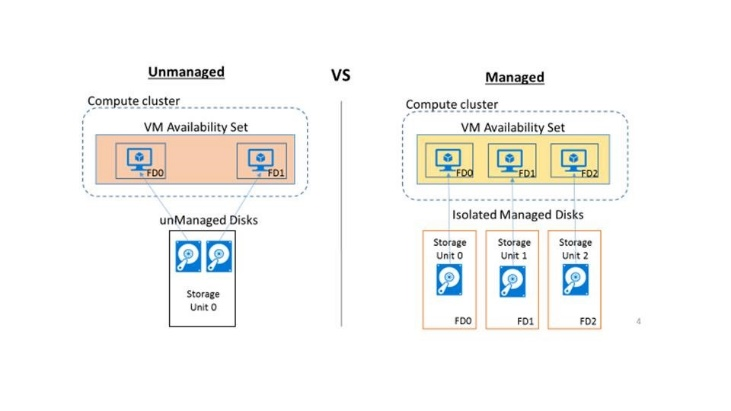 Unmanaged
VS
Managed
Compute cluster
VM Availability Set
FD0
FD1
unManaged Disks
Storage
Unit 0
Compute cluster
VM Availability Set
FD0
FD1
FD2
Isolated Managed Disks
Storage
Unit 0
FD0
Storage
Unit 1
FD1
Storage
Unit 2
FD2
4